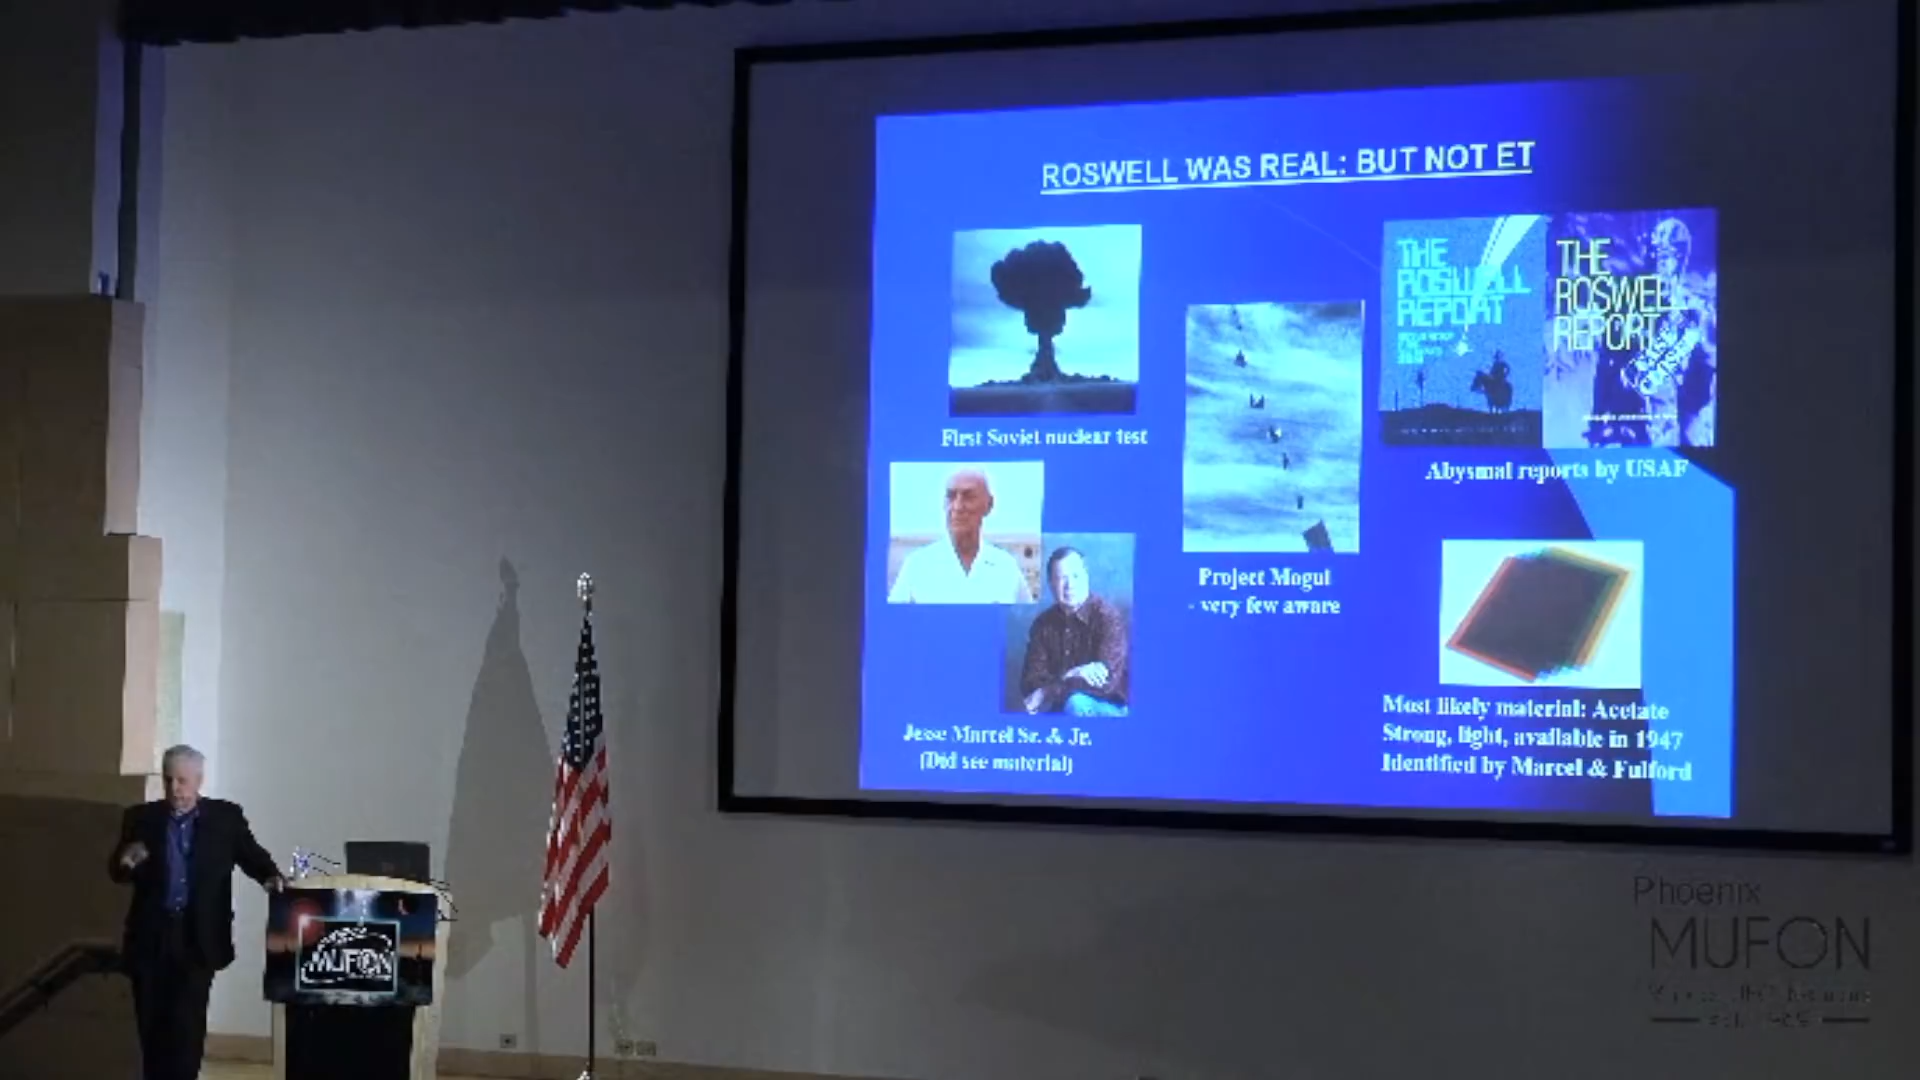 ROSWELL WAS REAL: BUT NOT ET
First Soviet nuclear test
Jesse Marcel Sr. & Jr.
(Did see material)
Project Mogul
- very few aware
THE
ROSWELL
REPORT
THE
ROSWELL
REPORT
Abysmal reports by USAF
Most likely material: Acetate
Strong, light, available in 1947
Identified by Marcel & Fulford
MUFON
Phoenix
MUFON